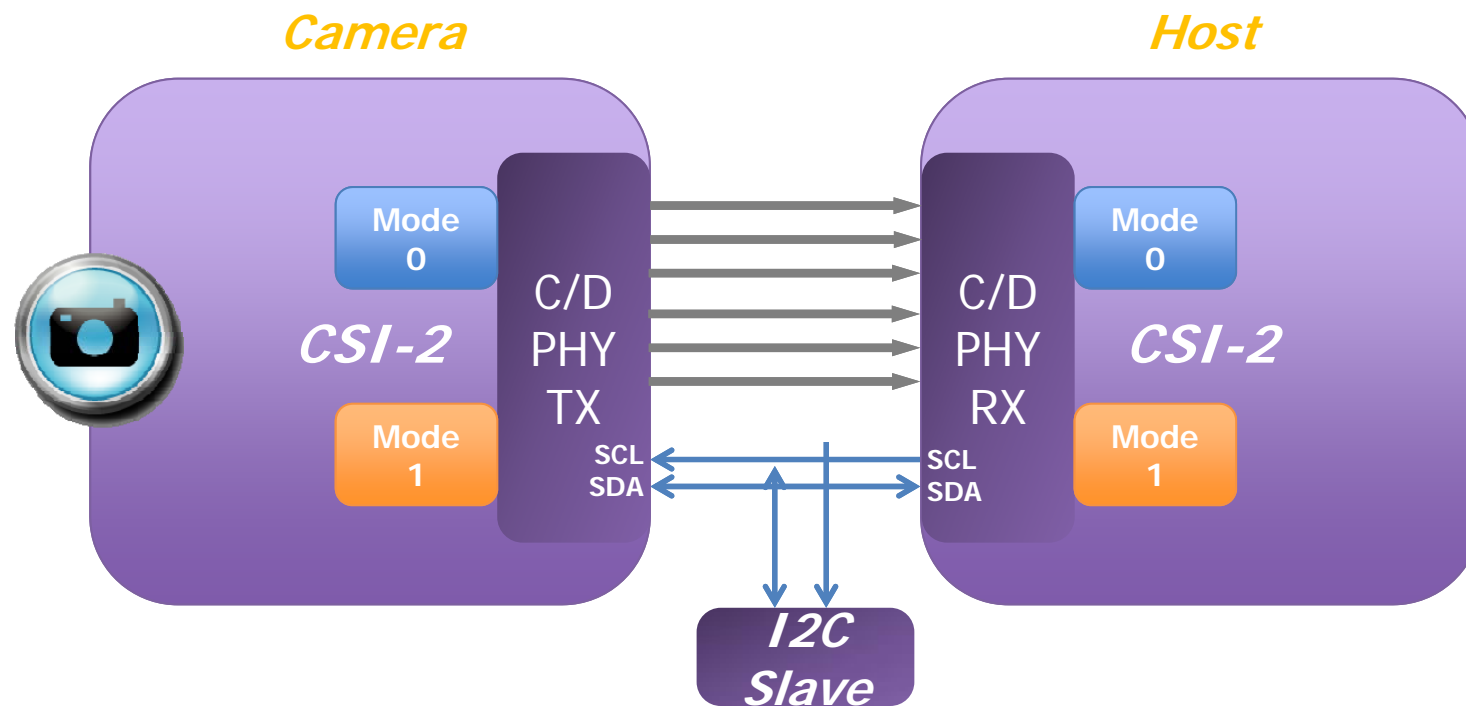 Camera
Host
Mode
0
CSI-2
Mode
1
C/D
PHY
TX
SCL
SDA
C/D
PHY
RX
SCL
SDA
Mode
0
CSI-2
Mode
1
I2C
Slave